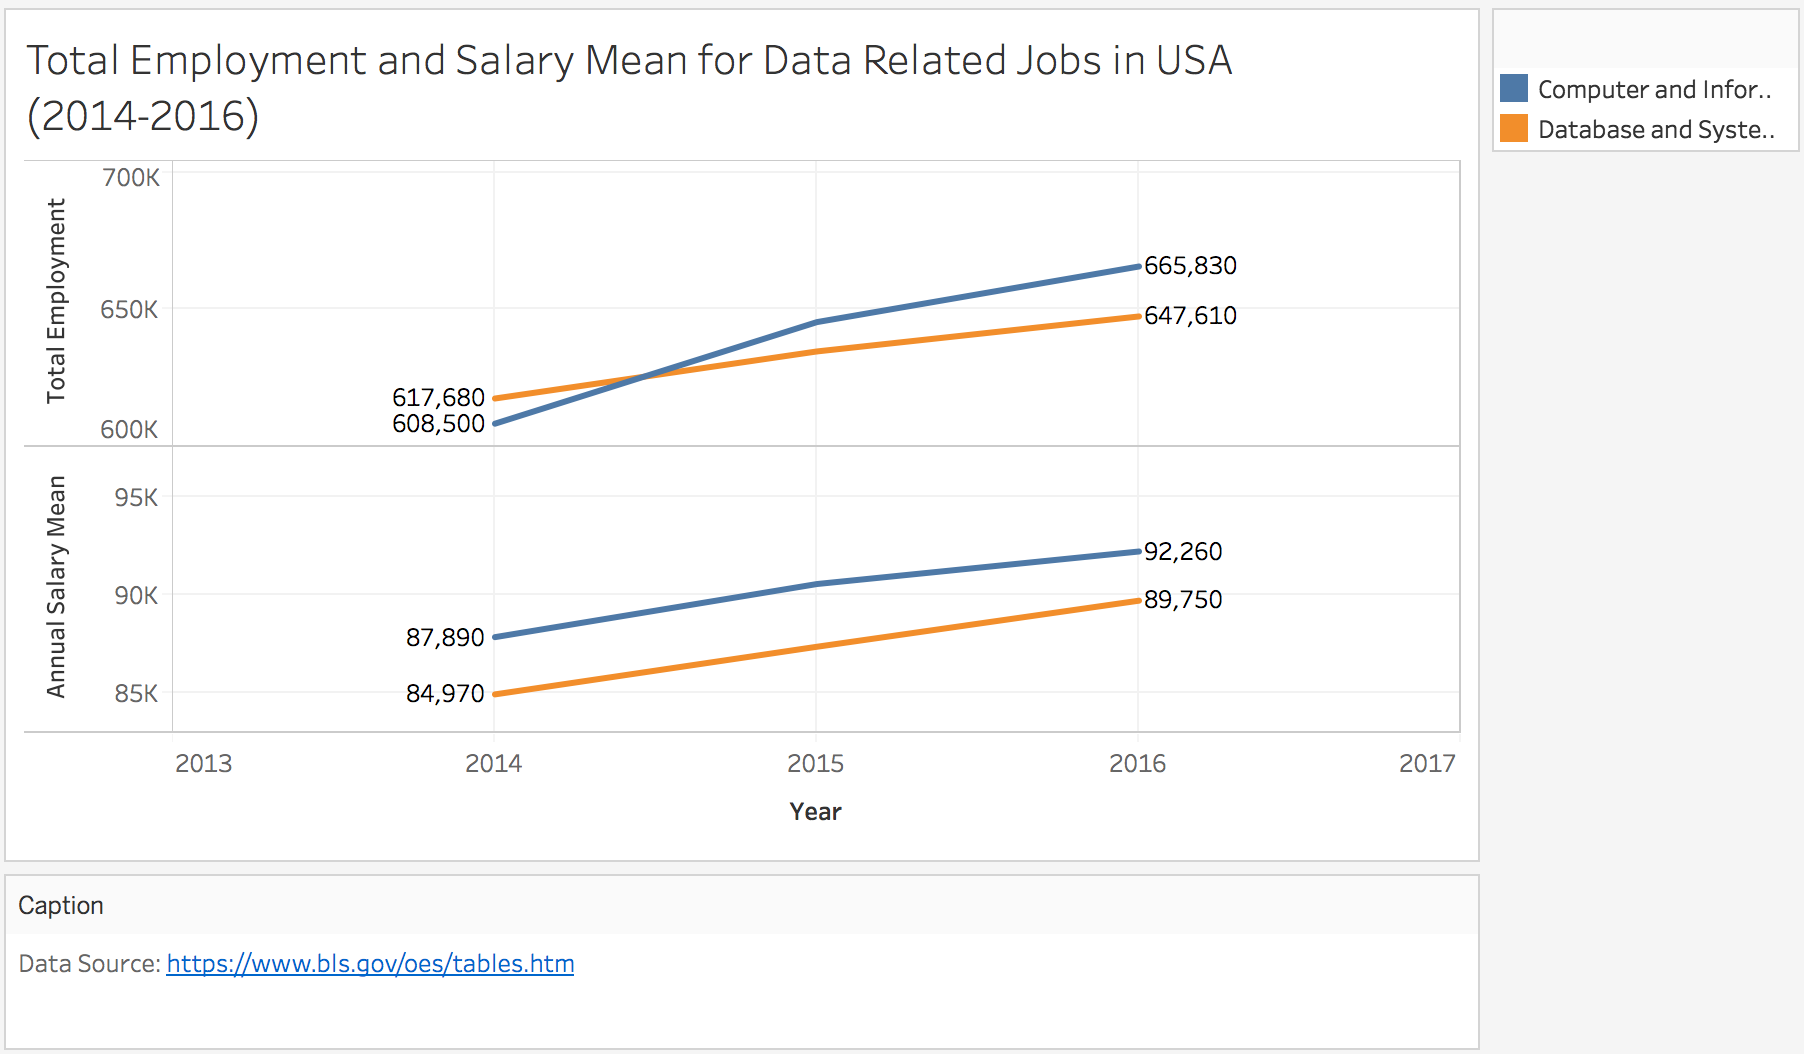 Total Employment and Salary Mean for Data Related Jobs in USA
(2014-2016)
Computer and Infor..
Database and Syste..
Total Employment
700K
650K
600K
665,830
647,610
617,680
608,500
Annual Salary Mean
95K
90K
85K
92,260
89,750
87,890
84,970
2013 2014 2015 2016 2017
Year
Caption
Data Source: https://www.bls.gov/oes/tables.htm